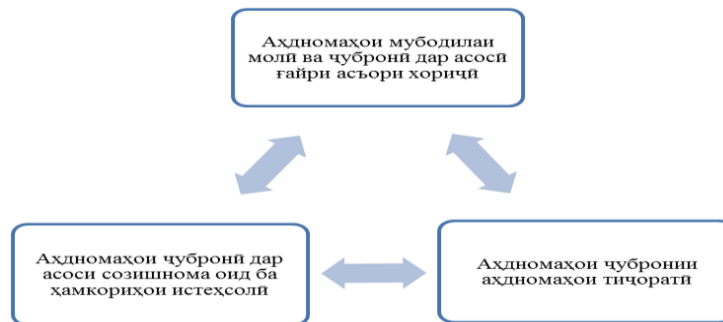 Аҳдномаҳои мубодилаи
молӣ ва ҷубронӣ дар асосӣ
ғайри асъори хориҷӣ
Аҳдномаҳои ҷубронӣ дар
асоси созишнома оид ба
ҳамкориҳои истеҳсолӣ
Аҳдномаҳои ҷубронии
аҳдномаҳои тиҷоратӣ